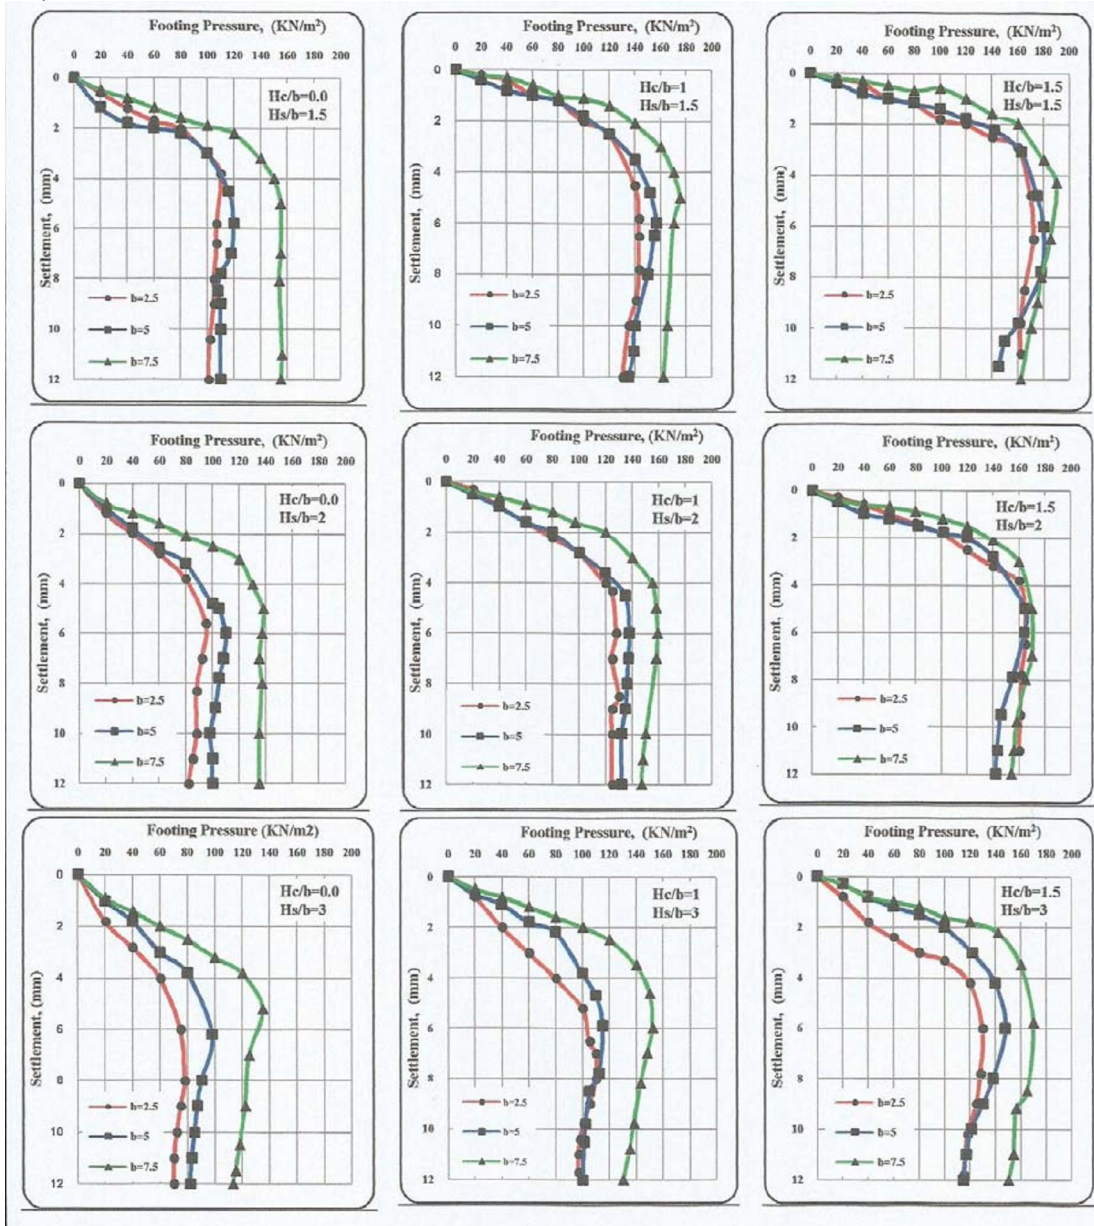 Footing Pressure, (KN/m²)
0 20 40 60 80 100 120 140 160 180 200
Hc/b=0.0
Hs/b=1.5
Settlement, (mm)
0
2
4
6
8
10
12
b=2.5
b=5
b=7.5
Footing Pressure, (KN/m²)
0 20 40 60 80 100 120 140 160 180 200
Hc/b=1
Hs/b=1.5
Settlement, (mm)
0
2
4
6
8
10
12
b=2.5
b=5
b=7.5
Footing Pressure, (KN/m²)
0 20 40 60 80 100 120 140 160 180 200
Hc/b=1.5
Hs/b=1.5
Settlement, (mm)
0
2
4
6
8
10
12
b=2.5
b=5
b=7.5
Footing Pressure, (KN/m²)
0 20 40 60 80 100 120 140 160 180 200
Hc/b=0.0
Hs/b=2
Settlement, (mm)
0
2
4
6
8
10
12
b=2.5
b=5
b=7.5
Footing Pressure, (KN/m²)
0 20 40 60 80 100 120 140 160 180 200
Hc/b=1
Hs/b=2
Settlement, (mm)
0
2
4
6
8
10
12
b=2.5
b=5
b=7.5
Footing Pressure, (KN/m²)
0 20 40 60 80 100 120 140 160 180 200
Hc/b=1.5
Hs/b=2
Settlement, (mm)
0
2
4
6
8
10
12
b=2.5
b=5
b=7.5
Footing Pressure (KN/m2)
0 20 40 60 80 100 120 140 160 180 200
Hc/b=0.0
Hs/b=3
Settlement, (mm)
0
2
4
6
8
10
12
b=2.5
b=5
b=7.5
Footing Pressure, (KN/m²)
0 20 40 60 80 100 120 140 160 180 200
Hc/b=1
Hs/b=3
Settlement, (mm)
0
2
4
6
8
10
12
b=2.5
b=5
b=7.5
Footing Pressure, (KN/m²)
0 20 40 60 80 100 120 140 160 180 200
Hc/b=1.5
Hs/b=3
Settlement, (mm)
0
2
4
6
8
10
12
b=2.5
b=5
b=7.5